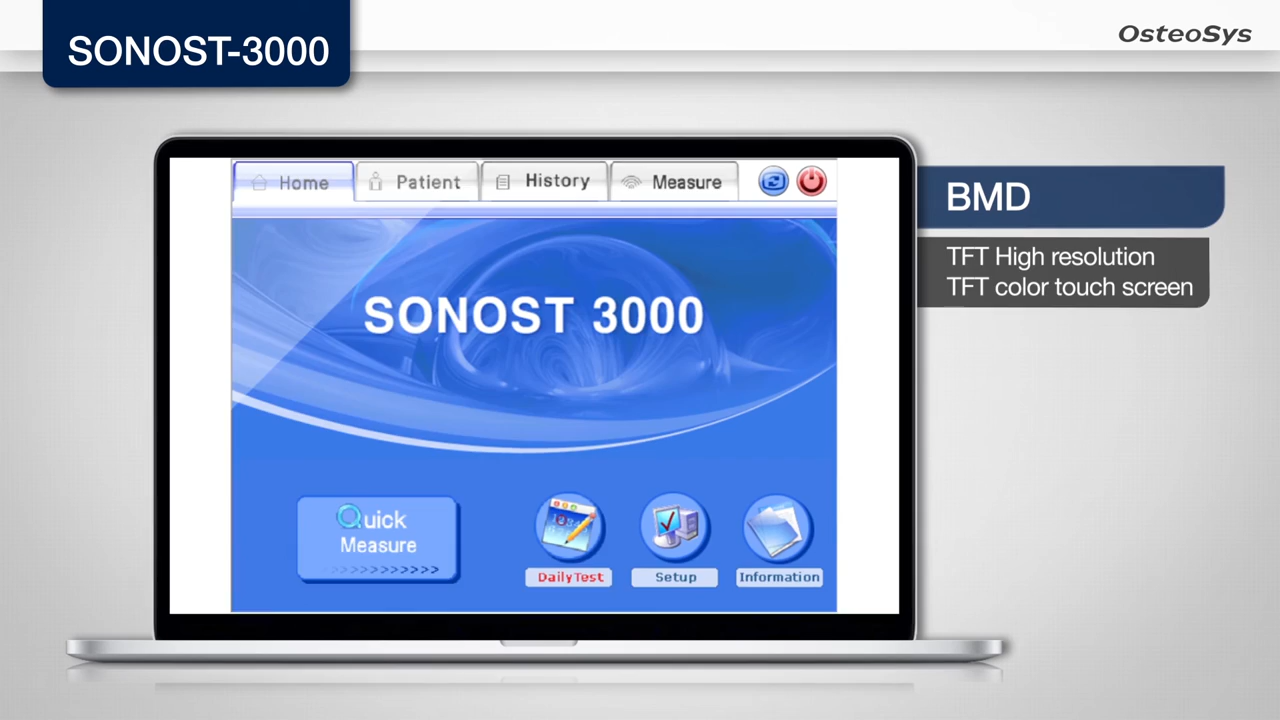 SONOST-3000
OsteoSys
Home
Patient
History
Measure
BMD
TFT High resolution
TFT color touch screen
SONOST 3000
Quick
Measure
>>>>>>>>>>>
DailyTest
Setup
Information